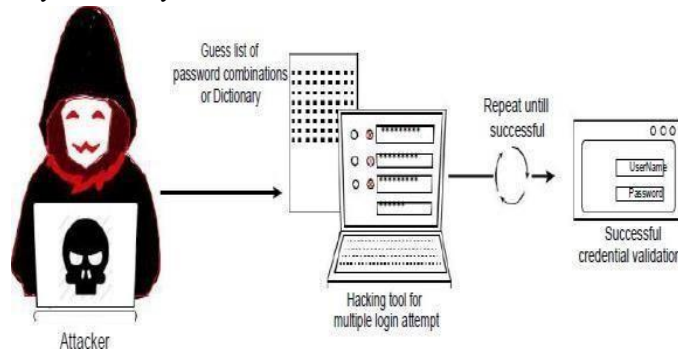 Guess list of
password combinations
or Dictionary
Repeat untill
successful
UserName
Password
Successful
credential validation
Hacking tool for
multiple login attempt
Attacker